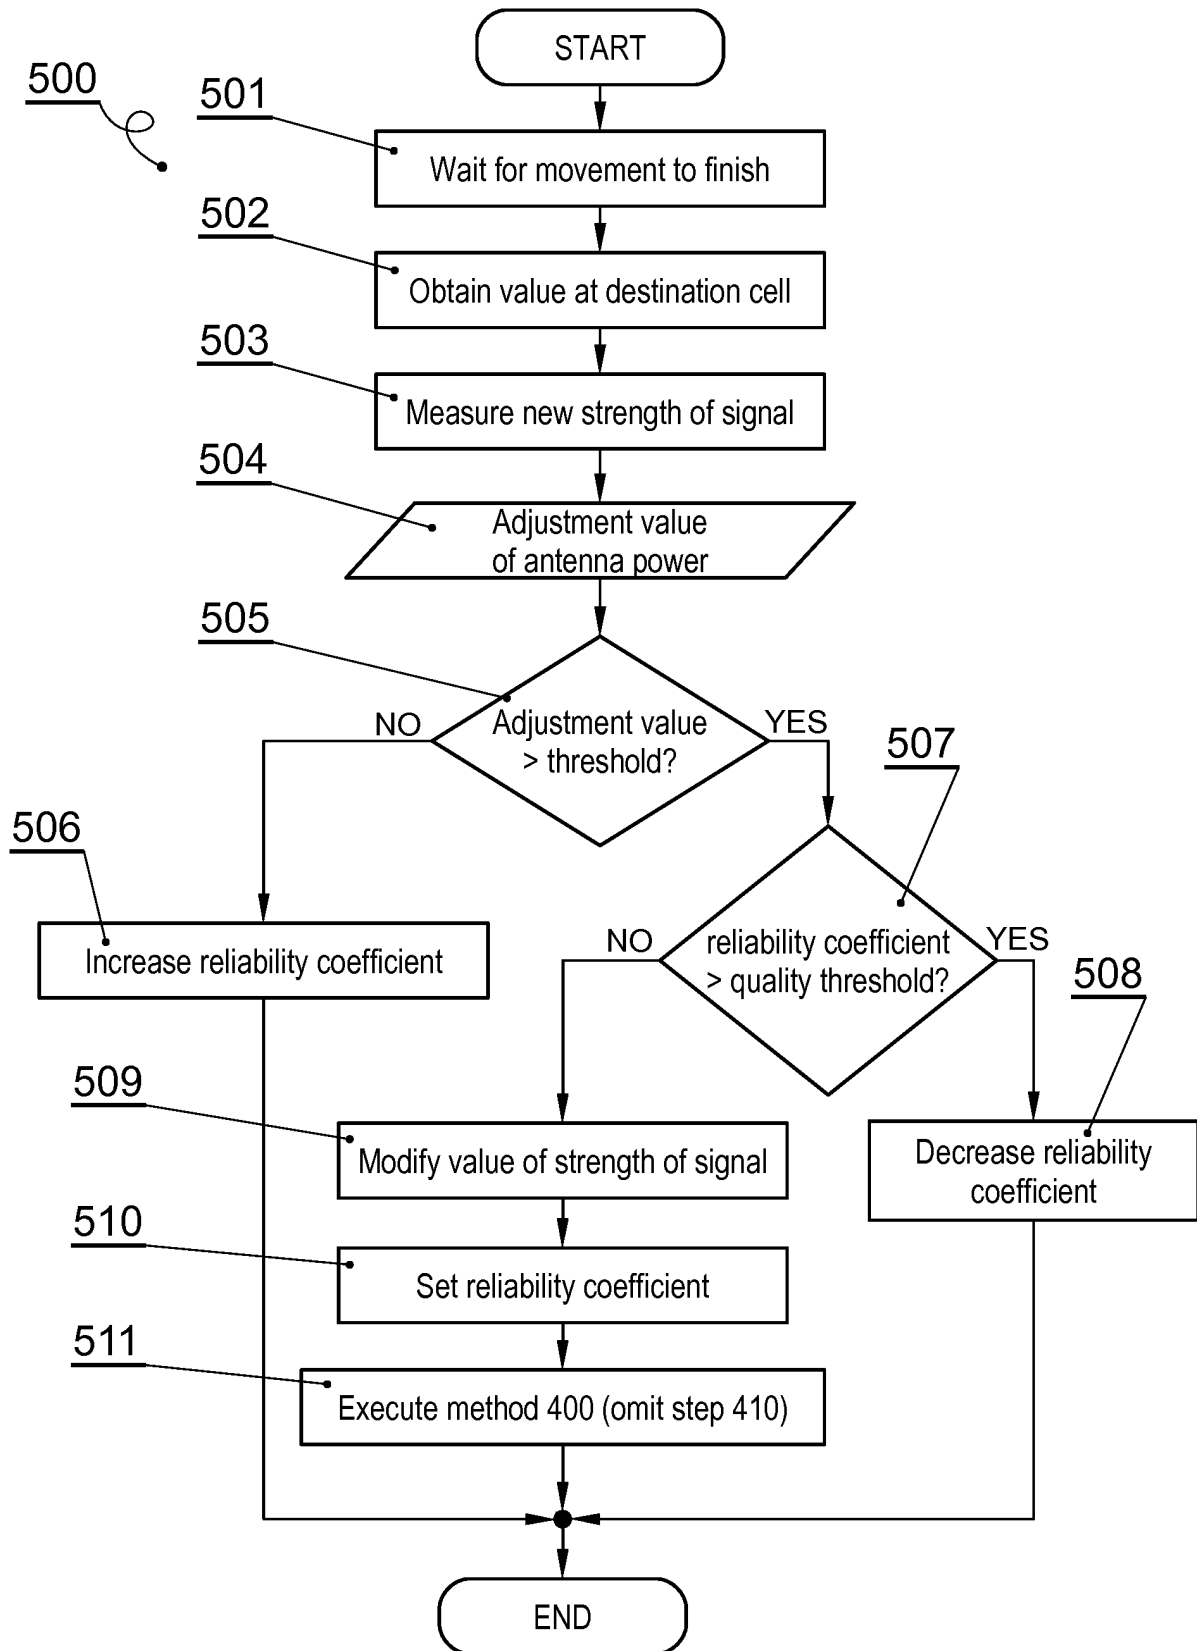 START
500
501
Wait for movement to finish
502
Obtain value at destination cell
503
Measure new strength of signal
504
Adjustment value
of antenna power
505
NO
Adjustment value
> threshold?
YES
507
506
Increase reliability coefficient
NO
reliability coefficient
> quality threshold?
YES
508
509
Modify value of strength of signal
Decrease reliability
coefficient
510
Set reliability coefficient
511
Execute method 400 (omit step 410)
END